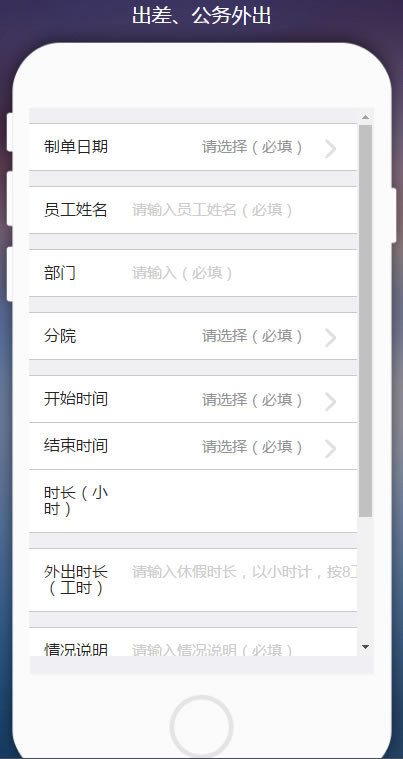 出差、公务外出
制单日期 请选择（必填）
员工姓名 请输入员工姓名（必填）
部门 请输入（必填）
分院 请选择（必填）
开始时间 请选择（必填）
结束时间 请选择（必填）
时长（小
时）
外出时长 请输入休假时长，以小时计，按8
（工时）
情况说明 请输入情况说明（必填）